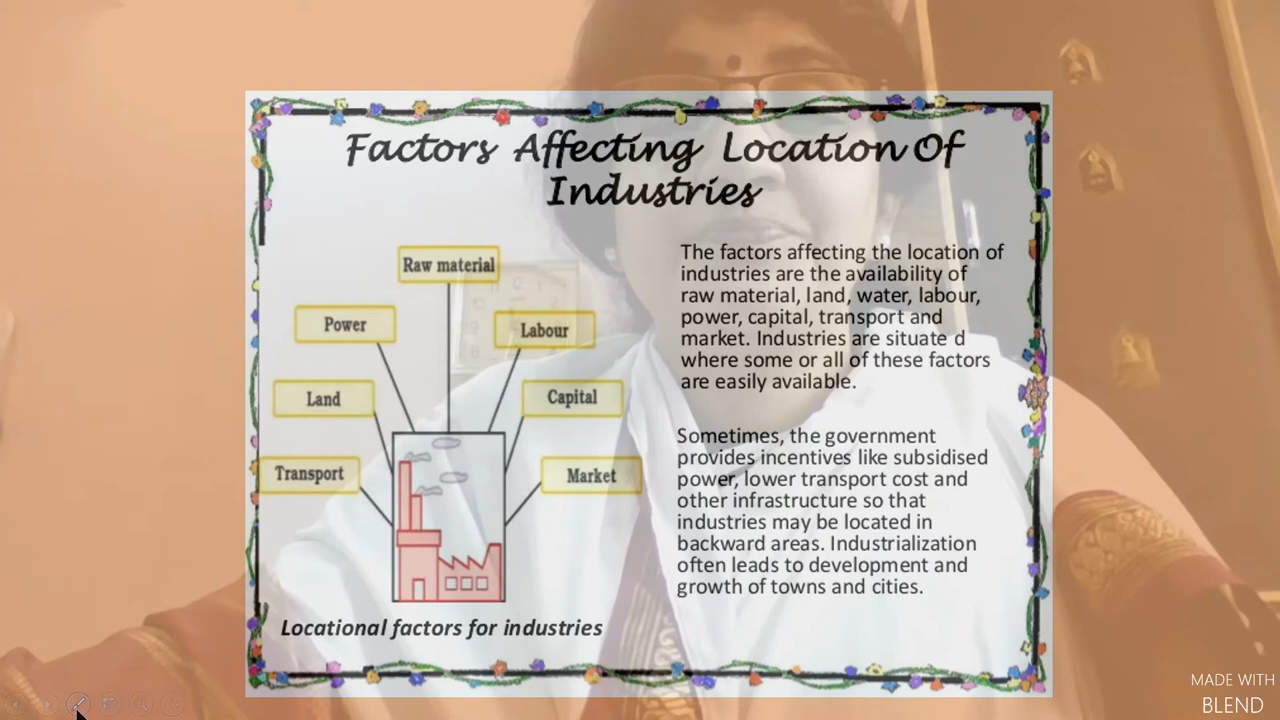 Factors Affecting Location Of
Industries
Raw material
Power
Labour
Land
Capital
Transport
Market
Locational factors for industries
The factors affecting the location of
industries are the availability of
raw material, land, water, labour,
power, capital, transport and
market. Industries are situate d
where some or all of these factors
are easily available.
Sometimes, the government
provides incentives like subsidised
power, lower transport cost and
other infrastructure so that
industries may be located in
backward areas. Industrialization
often leads to development and
growth of towns and cities.
MADE WITH
BLEND